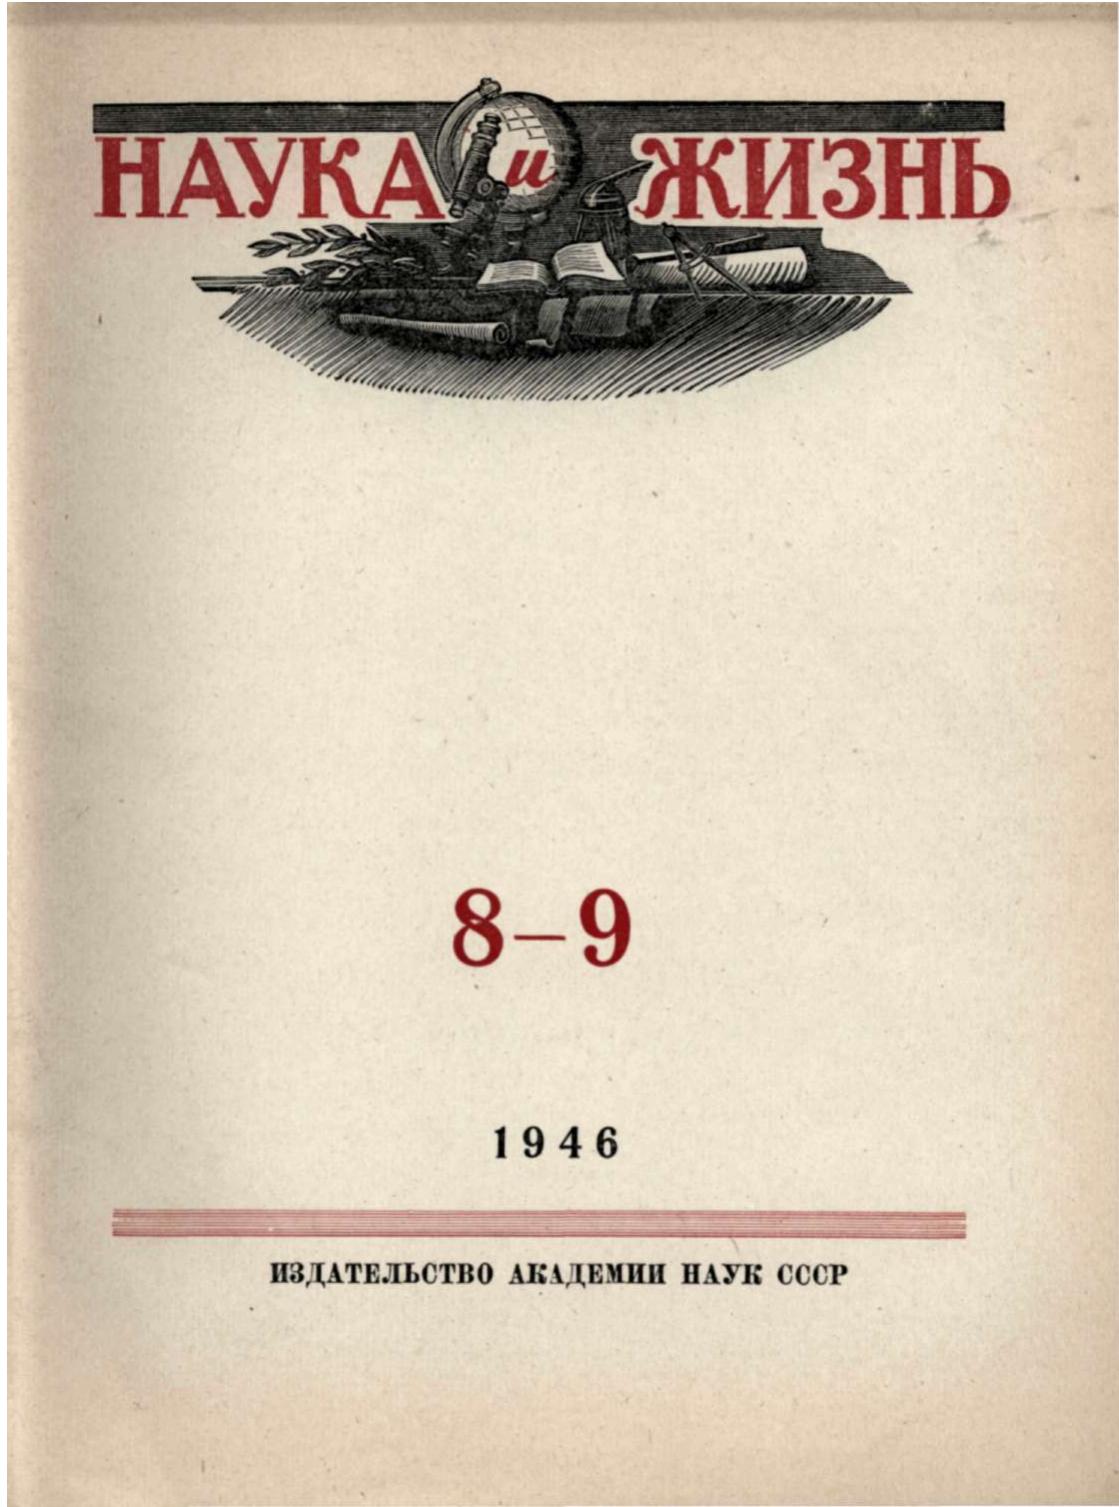 НАУКА и ЖИЗНЬ
8—9
1946
ИЗДАТЕЛЬСТВО АКАДЕМИИ НАУК СССР